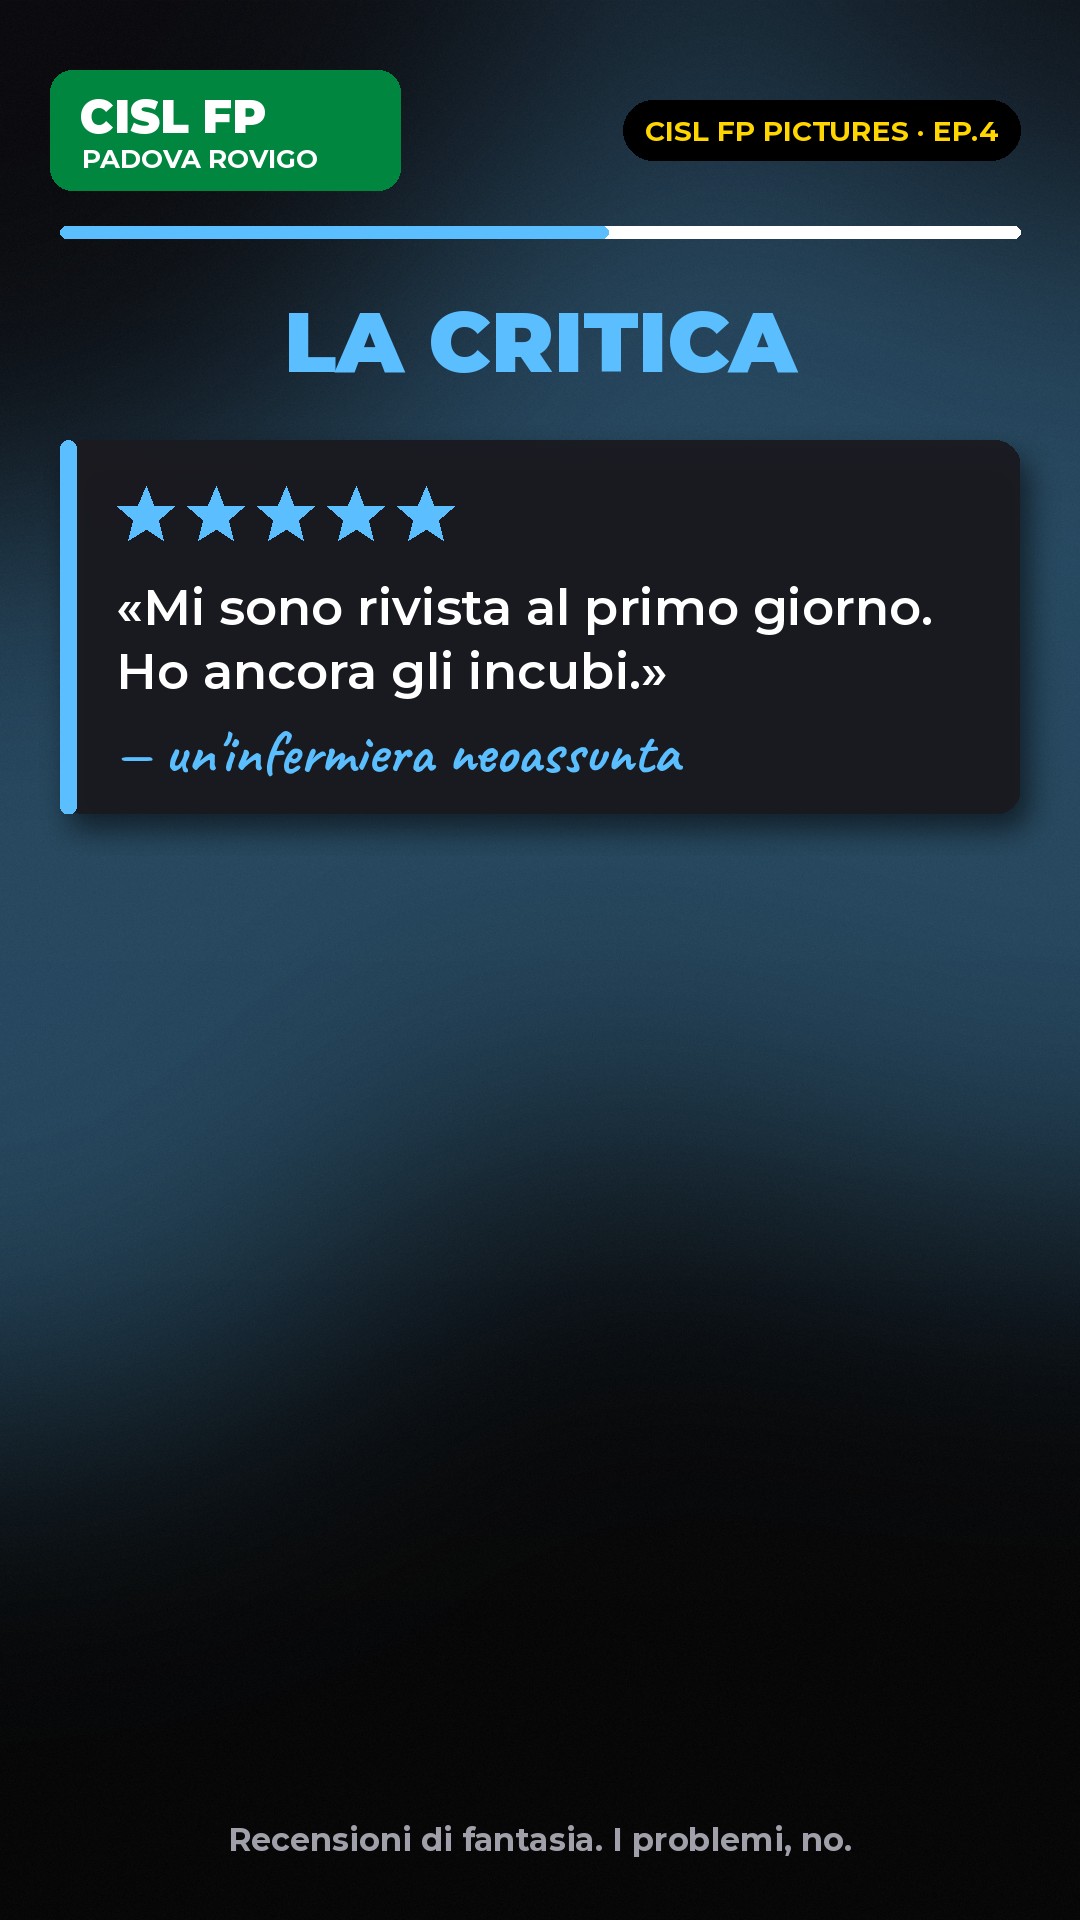 CISL FP
PADOVA ROVIGO
CISL FP PICTURES · EP.4
LA CRITICA
«Mi sono rivista al primo giorno.
Ho ancora gli incubi.»
— un'infermiera neoassunta
Recensioni di fantasia. I problemi, no.